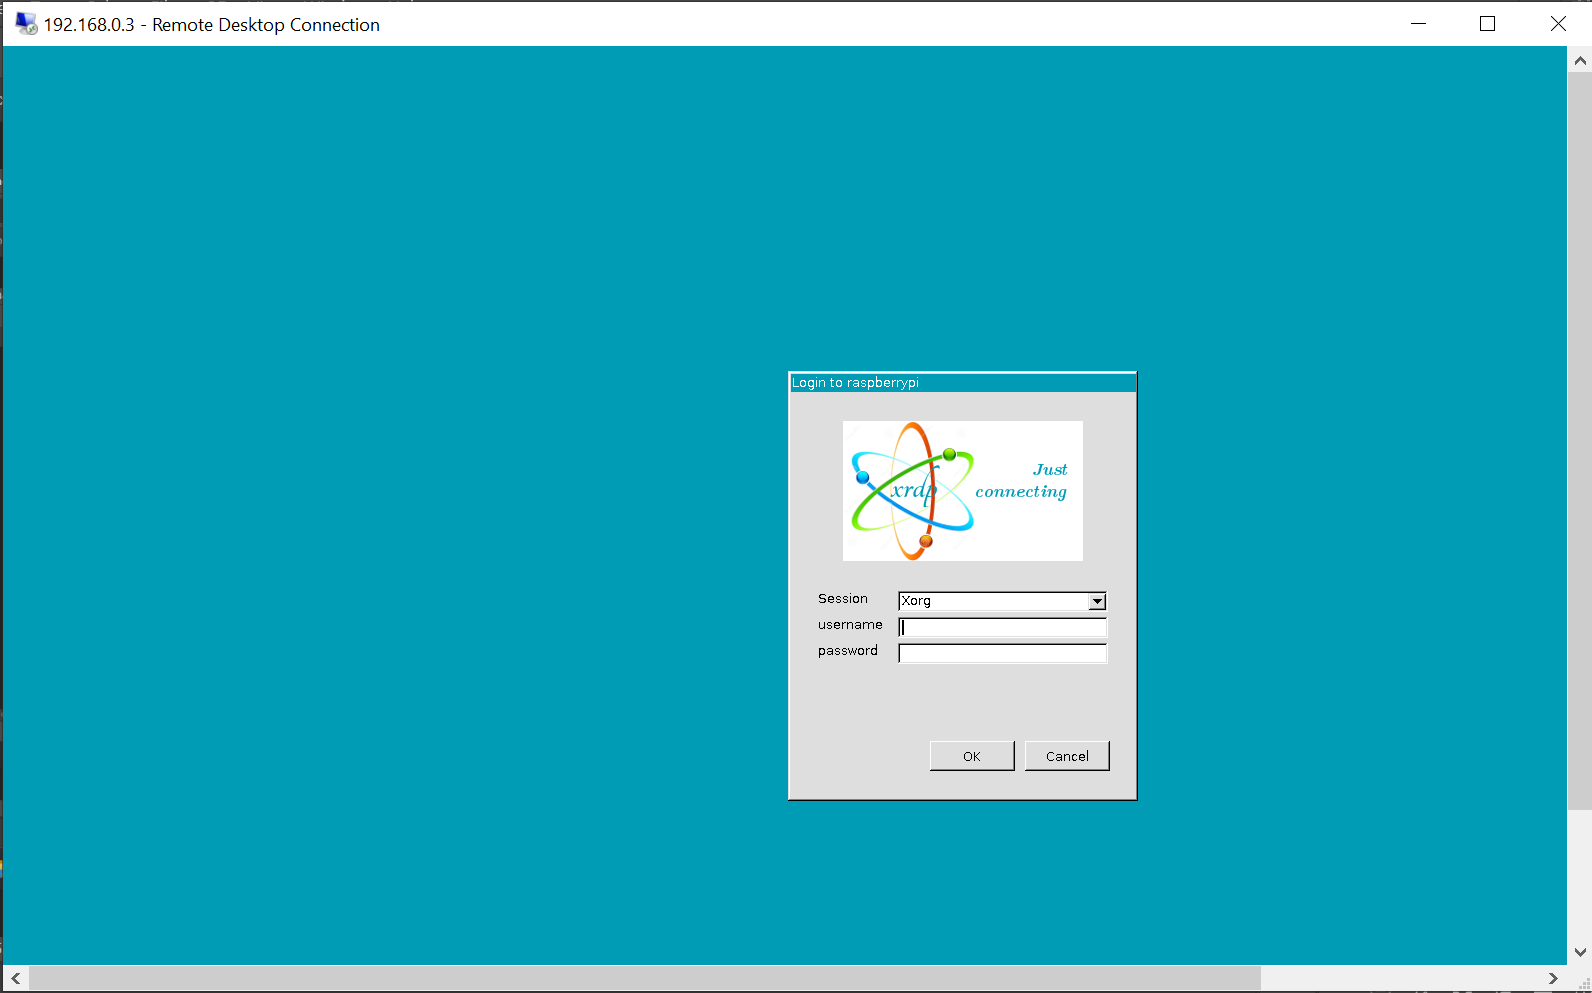 192.168.0.3 - Remote Desktop Connection
Login to raspberrypi
xrdp
Just
connecting
Session
Xorg
username
password
OK
Cancel